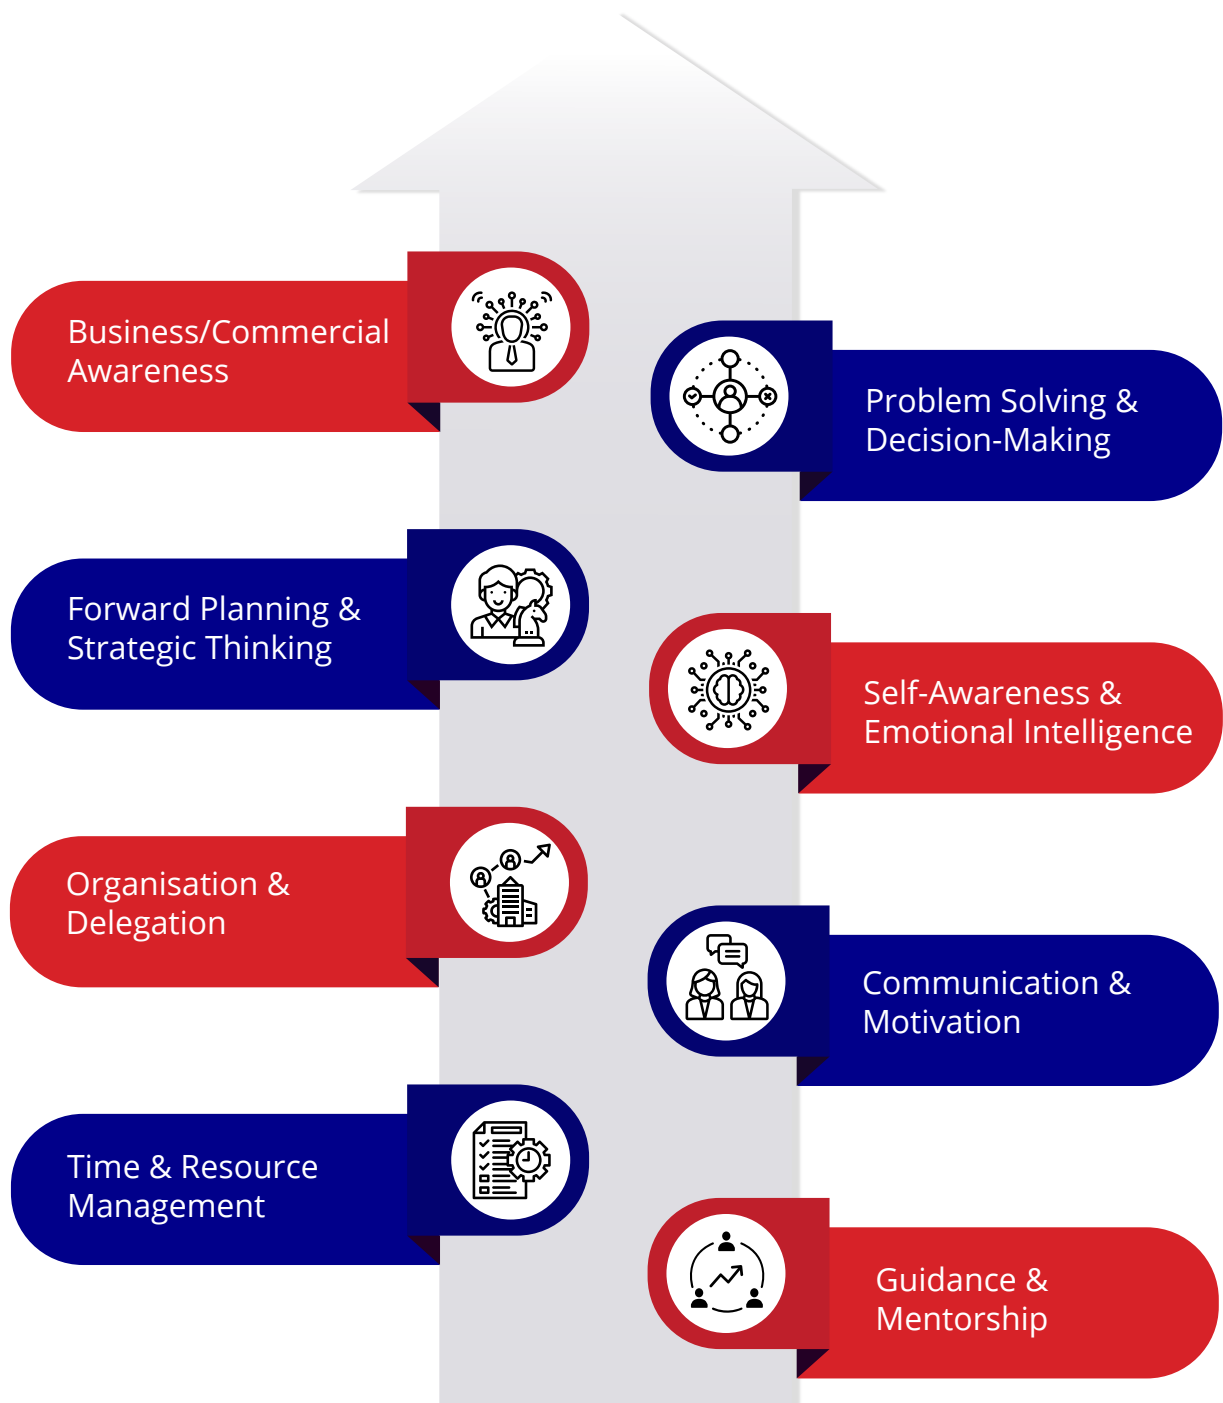 Business/Commercial
Awareness
Problem Solving &
Decision-Making
Forward Planning &
Strategic Thinking
Self-Awareness &
Emotional Intelligence
Organisation &
Delegation
Communication &
Motivation
Time & Resource
Management
Guidance &
Mentorship